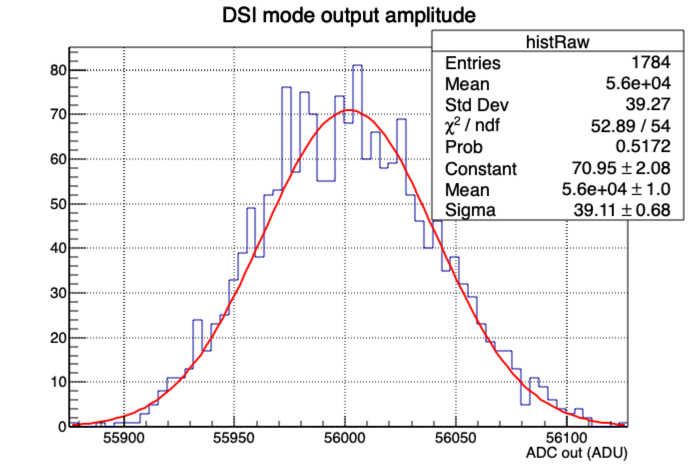 DSI mode output amplitude
histRaw
Entries 1784
Mean 5.6e+04
Std Dev 39.27
χ² / ndf 52.89 / 54
Prob 0.5172
Constant 70.95 ± 2.08
Mean 5.6e+04 ± 1.0
Sigma 39.11 ± 0.68
80
70
60
50
40
30
20
10
0
55900 55950 56000 56050 56100
ADC out (ADU)